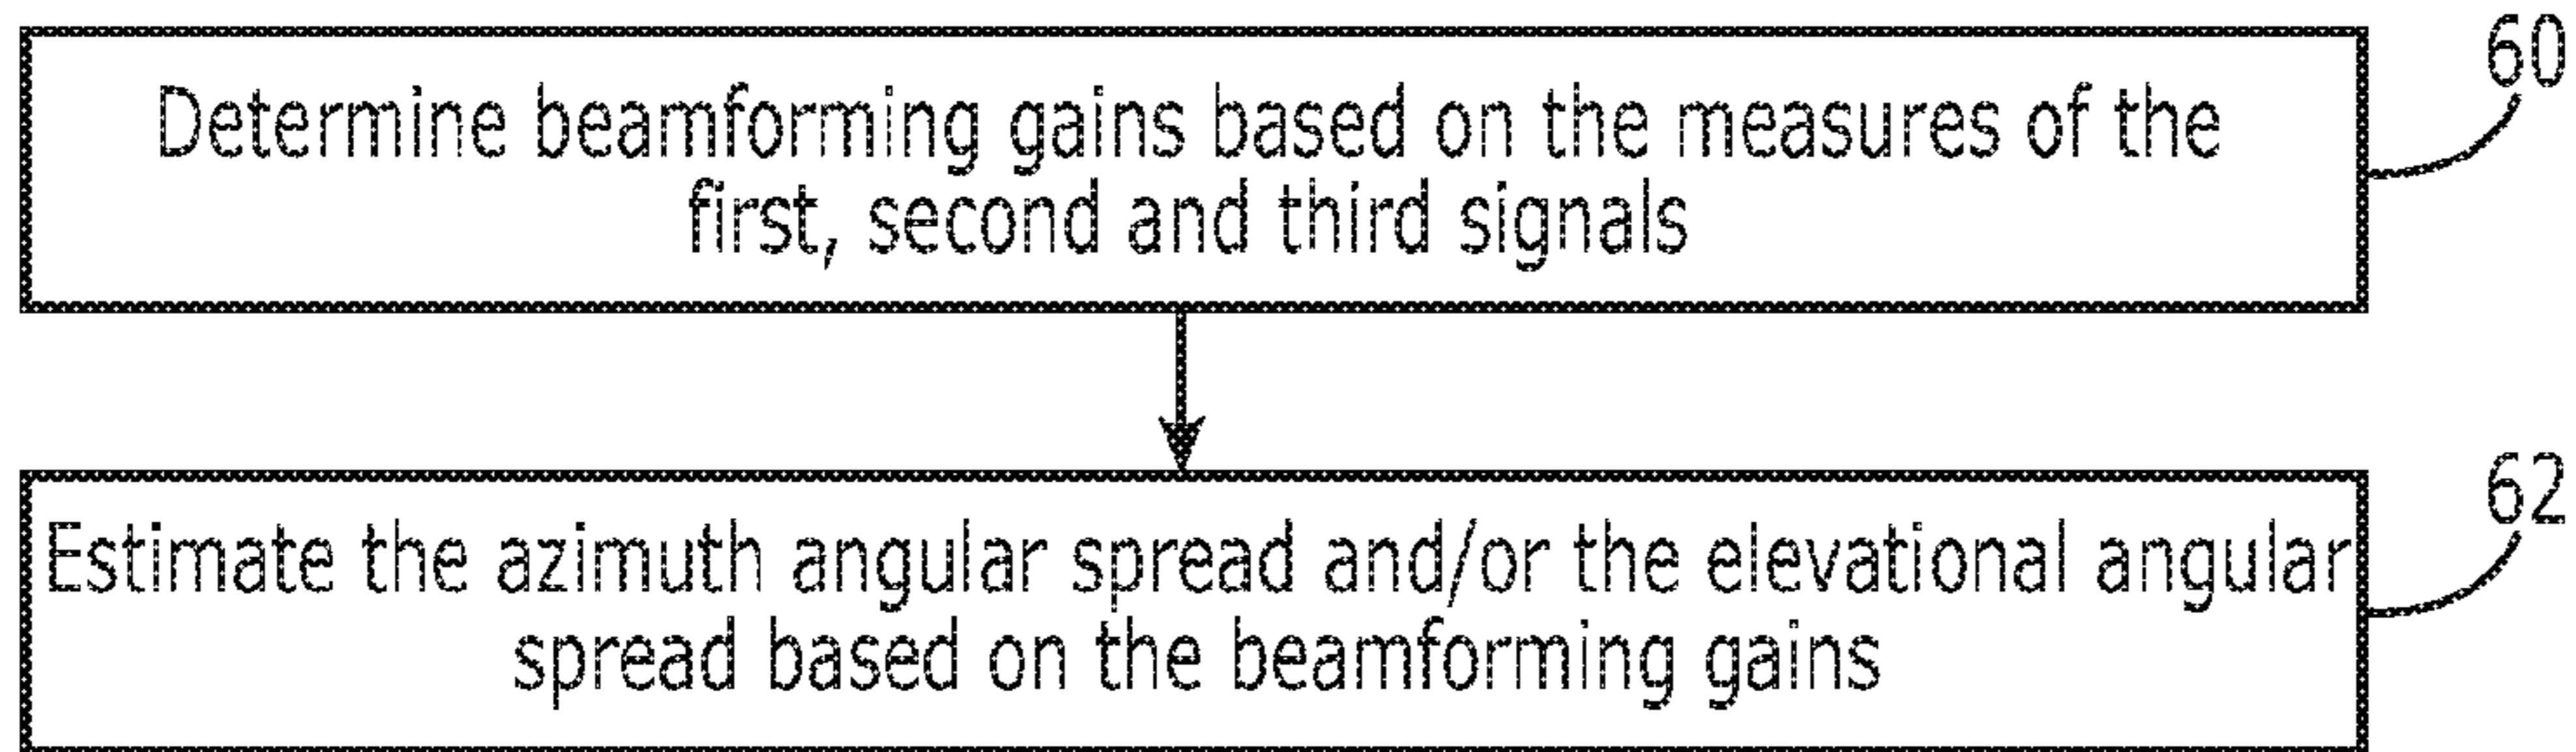 60
Determine beamforming gains based on the measures of the
first, second and third signals
62
Estimate the azimuth angular spread and/or the elevational angular
spread based on the beamforming gains